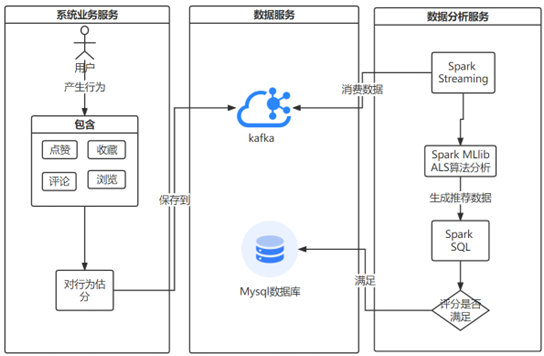 系统业务服务
用户
产生行为
包含
点赞
收藏
评论
浏览
对行为估
分
保存到
数据服务
kafka
Mysql数据库
数据分析服务
消费数据
Spark
Streaming
Spark MLlib
ALS算法分析
生成推荐数据
Spark
SQL
评分是否
满足
满足